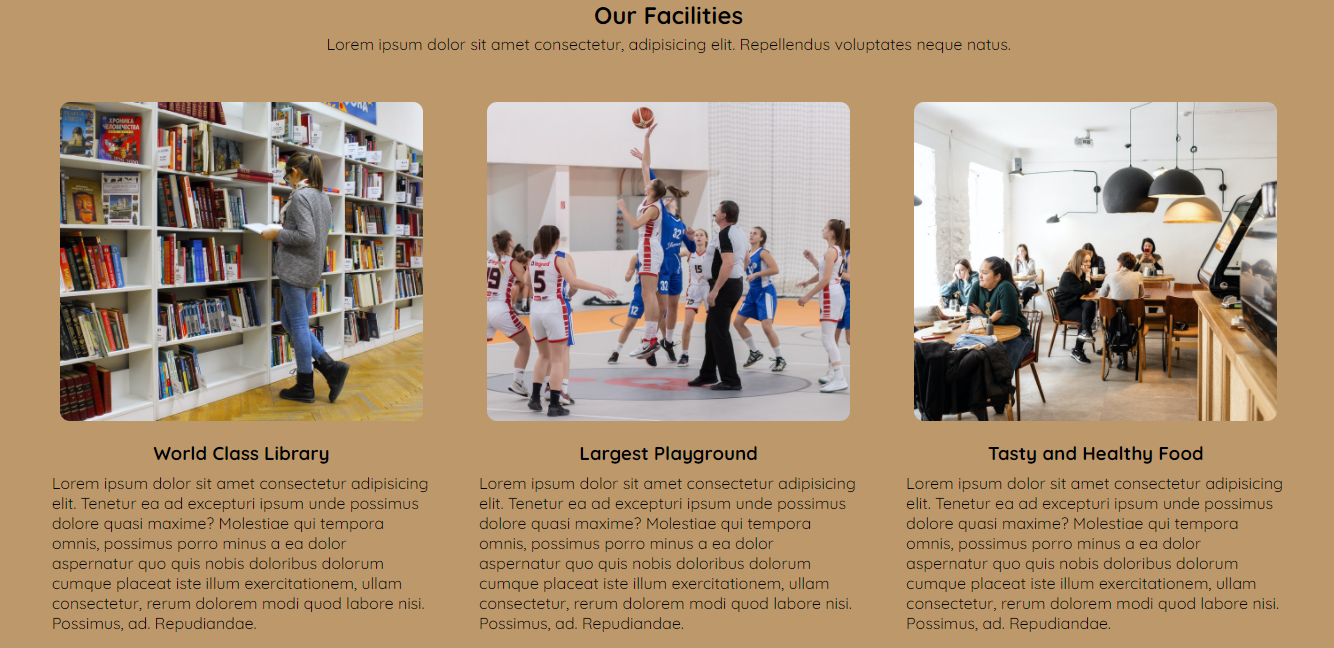 Our Facilities
Lorem ipsum dolor sit amet consectetur, adipisicing elit. Repellendus voluptates neque natus.
ХРОНИКА
ЧЕЛОВЕЧЕСТВА
5
32
32
15
12
World Class Library
Lorem ipsum dolor sit amet consectetur adipisicing
elit. Tenetur ea ad excepturi ipsum unde possimus
dolore quasi maxime? Molestiae qui tempora
omnis, possimus porro minus a ea dolor
aspernatur quo quis nobis doloribus dolorum
cumque placeat iste illum exercitationem, ullam
consectetur, rerum dolorem modi quod labore nisi.
Possimus, ad. Repudiandae.
Largest Playground
Lorem ipsum dolor sit amet consectetur adipisicing
elit. Tenetur ea ad excepturi ipsum unde possimus
dolore quasi maxime? Molestiae qui tempora
omnis, possimus porro minus a ea dolor
aspernatur quo quis nobis doloribus dolorum
cumque placeat iste illum exercitationem, ullam
consectetur, rerum dolorem modi quod labore nisi.
Possimus, ad. Repudiandae.
Tasty and Healthy Food
Lorem ipsum dolor sit amet consectetur adipisicing
elit. Tenetur ea ad excepturi ipsum unde possimus
dolore quasi maxime? Molestiae qui tempora
omnis, possimus porro minus a ea dolor
aspernatur quo quis nobis doloribus dolorum
cumque placeat iste illum exercitationem, ullam
consectetur, rerum dolorem modi quod labore nisi.
Possimus, ad. Repudiandae.